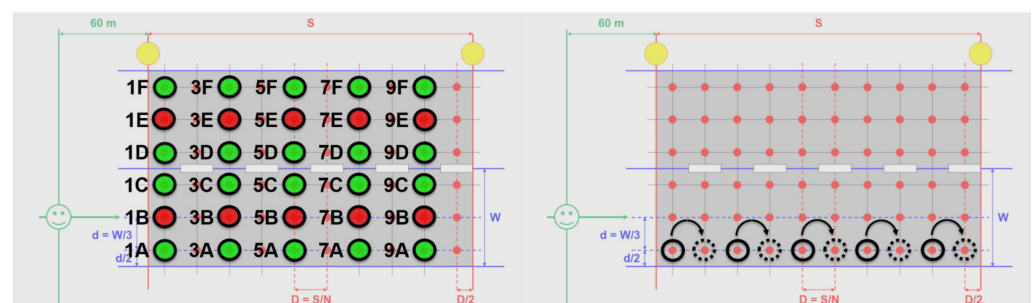 60 m S
1F 3F 5F 7F 9F
1E 3E 5E 7E 9E
1D 3D 5D 7D 9D
1C 3C 5C 7C 9C
W
1B 3B 5B 7B 9B
d = W/3
1A 3A 5A 7A 9A
d/2
D = S/N D/2
60 m S
W
d = W/3
d/2
D = S/N D/2